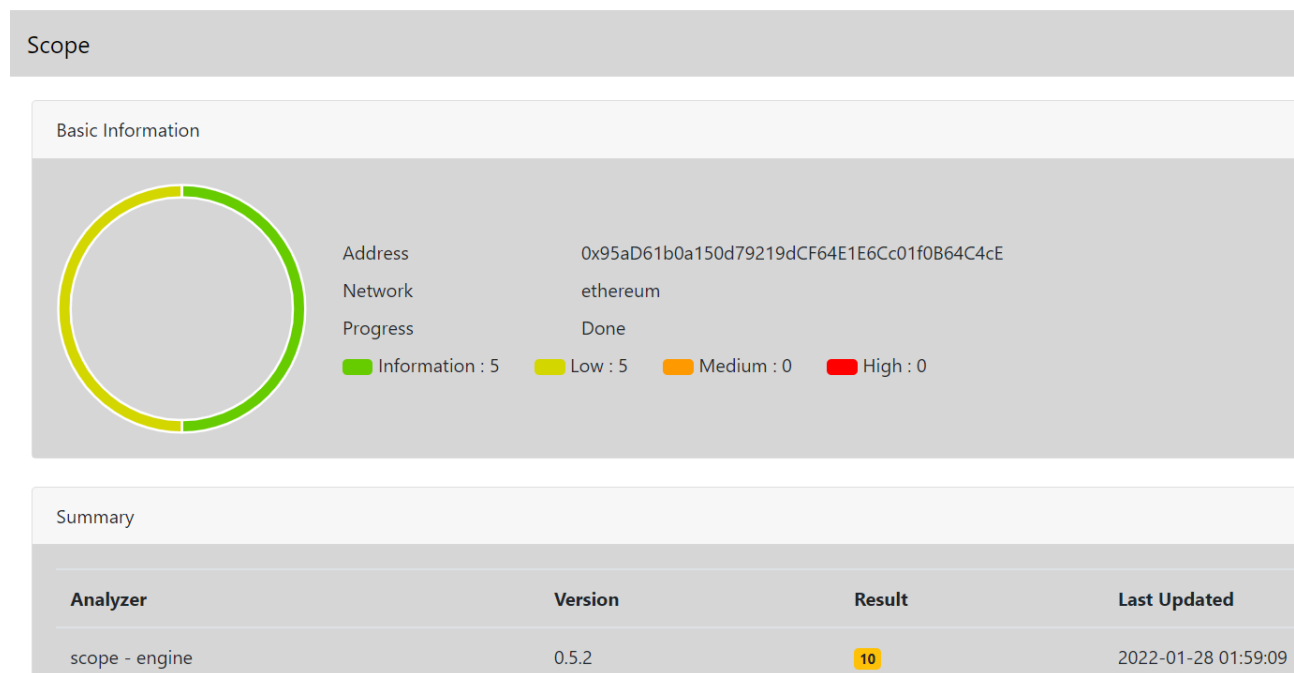 Scope
Basic Information
Address 0x95aD61b0a150d79219dCF64E1E6Cc01f0B64C4cE
Network ethereum
Progress Done
Information : 5 Low : 5 Medium : 0 High : 0
Summary
Analyzer Version Result Last Updated
scope - engine 0.5.2 10 2022-01-28 01:59:09